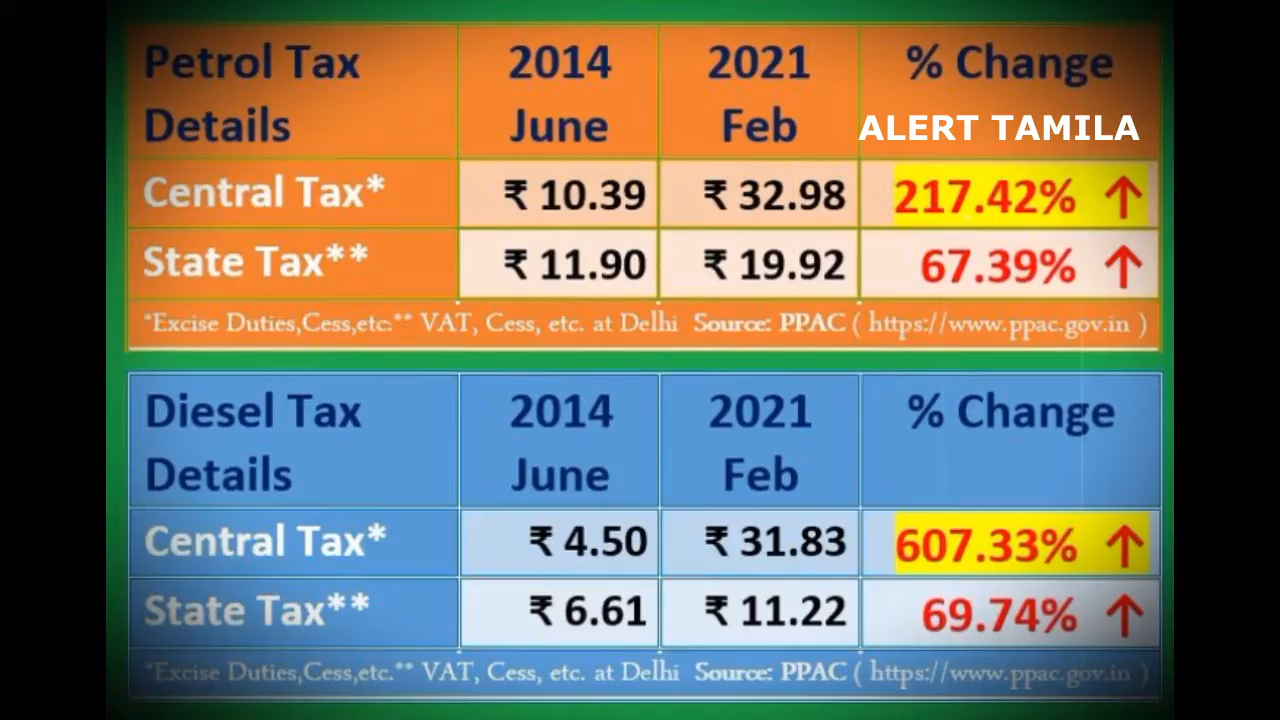 Petrol Tax Details 2014 June 2021 Feb % Change
ALERT TAMILA
Central Tax* ₹ 10.39 ₹ 32.98 217.42% ↑
State Tax** ₹ 11.90 ₹ 19.92 67.39% ↑
*Excise Duties,Cess,etc.** VAT, Cess, etc. at Delhi Source: PPAC ( https://www.ppac.gov.in )
Diesel Tax Details 2014 June 2021 Feb % Change
Central Tax* ₹ 4.50 ₹ 31.83 607.33% ↑
State Tax** ₹ 6.61 ₹ 11.22 69.74% ↑
*Excise Duties,Cess,etc.** VAT, Cess, etc. at Delhi Source: PPAC ( https://www.ppac.gov.in )